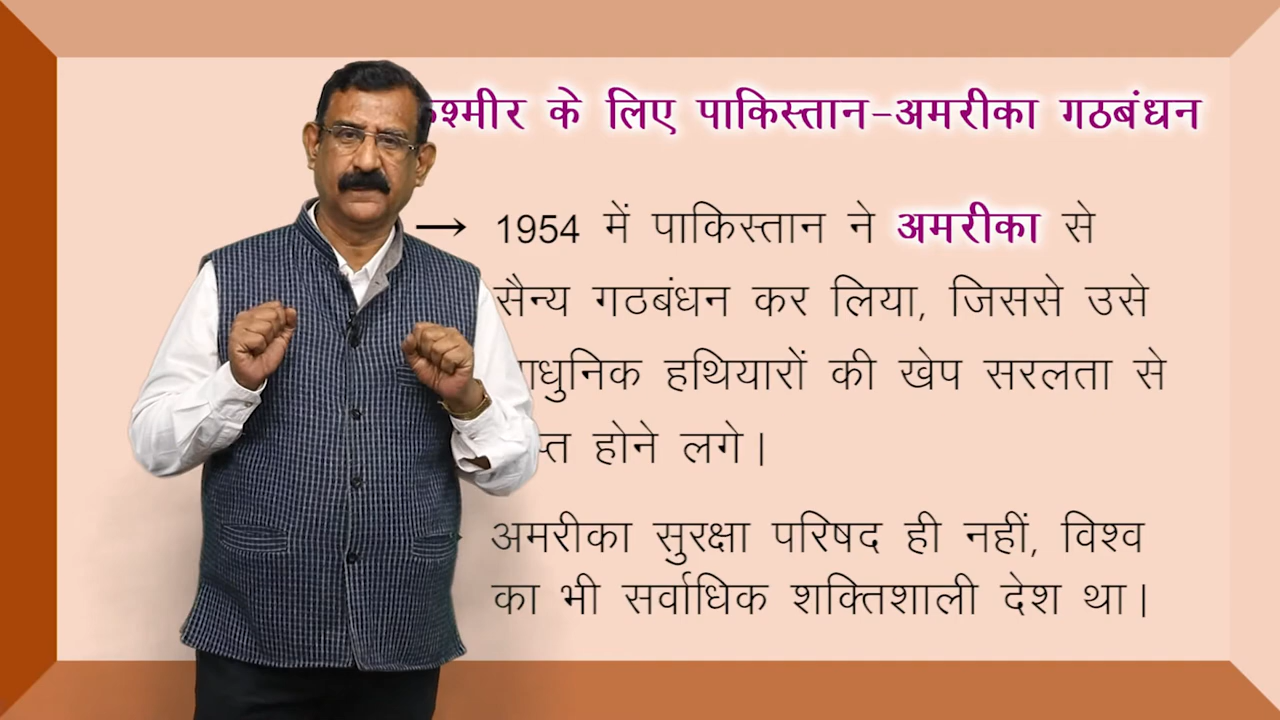 के लिए पाकिस्तान-अमरीका गठबंधन
→ 1954 में पाकिस्तान ने अमरीका से
सैन्य गठबंधन कर लिया, जिससे उसे
हथियारों की खेप सरलता से
होने लगे।
अमरीका सुरक्षा परिषद ही नहीं, विश्व
का भी सर्वाधिक शक्तिशाली देश था।